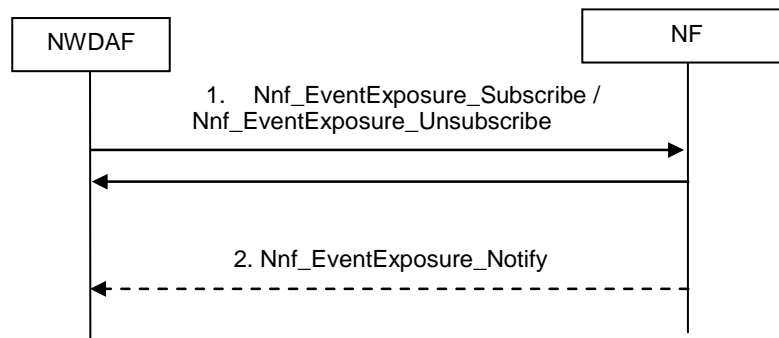 NWDAF
NF
1. Nnf_EventExposure_Subscribe /
Nnf_EventExposure_Unsubscribe
2. Nnf_EventExposure_Notify